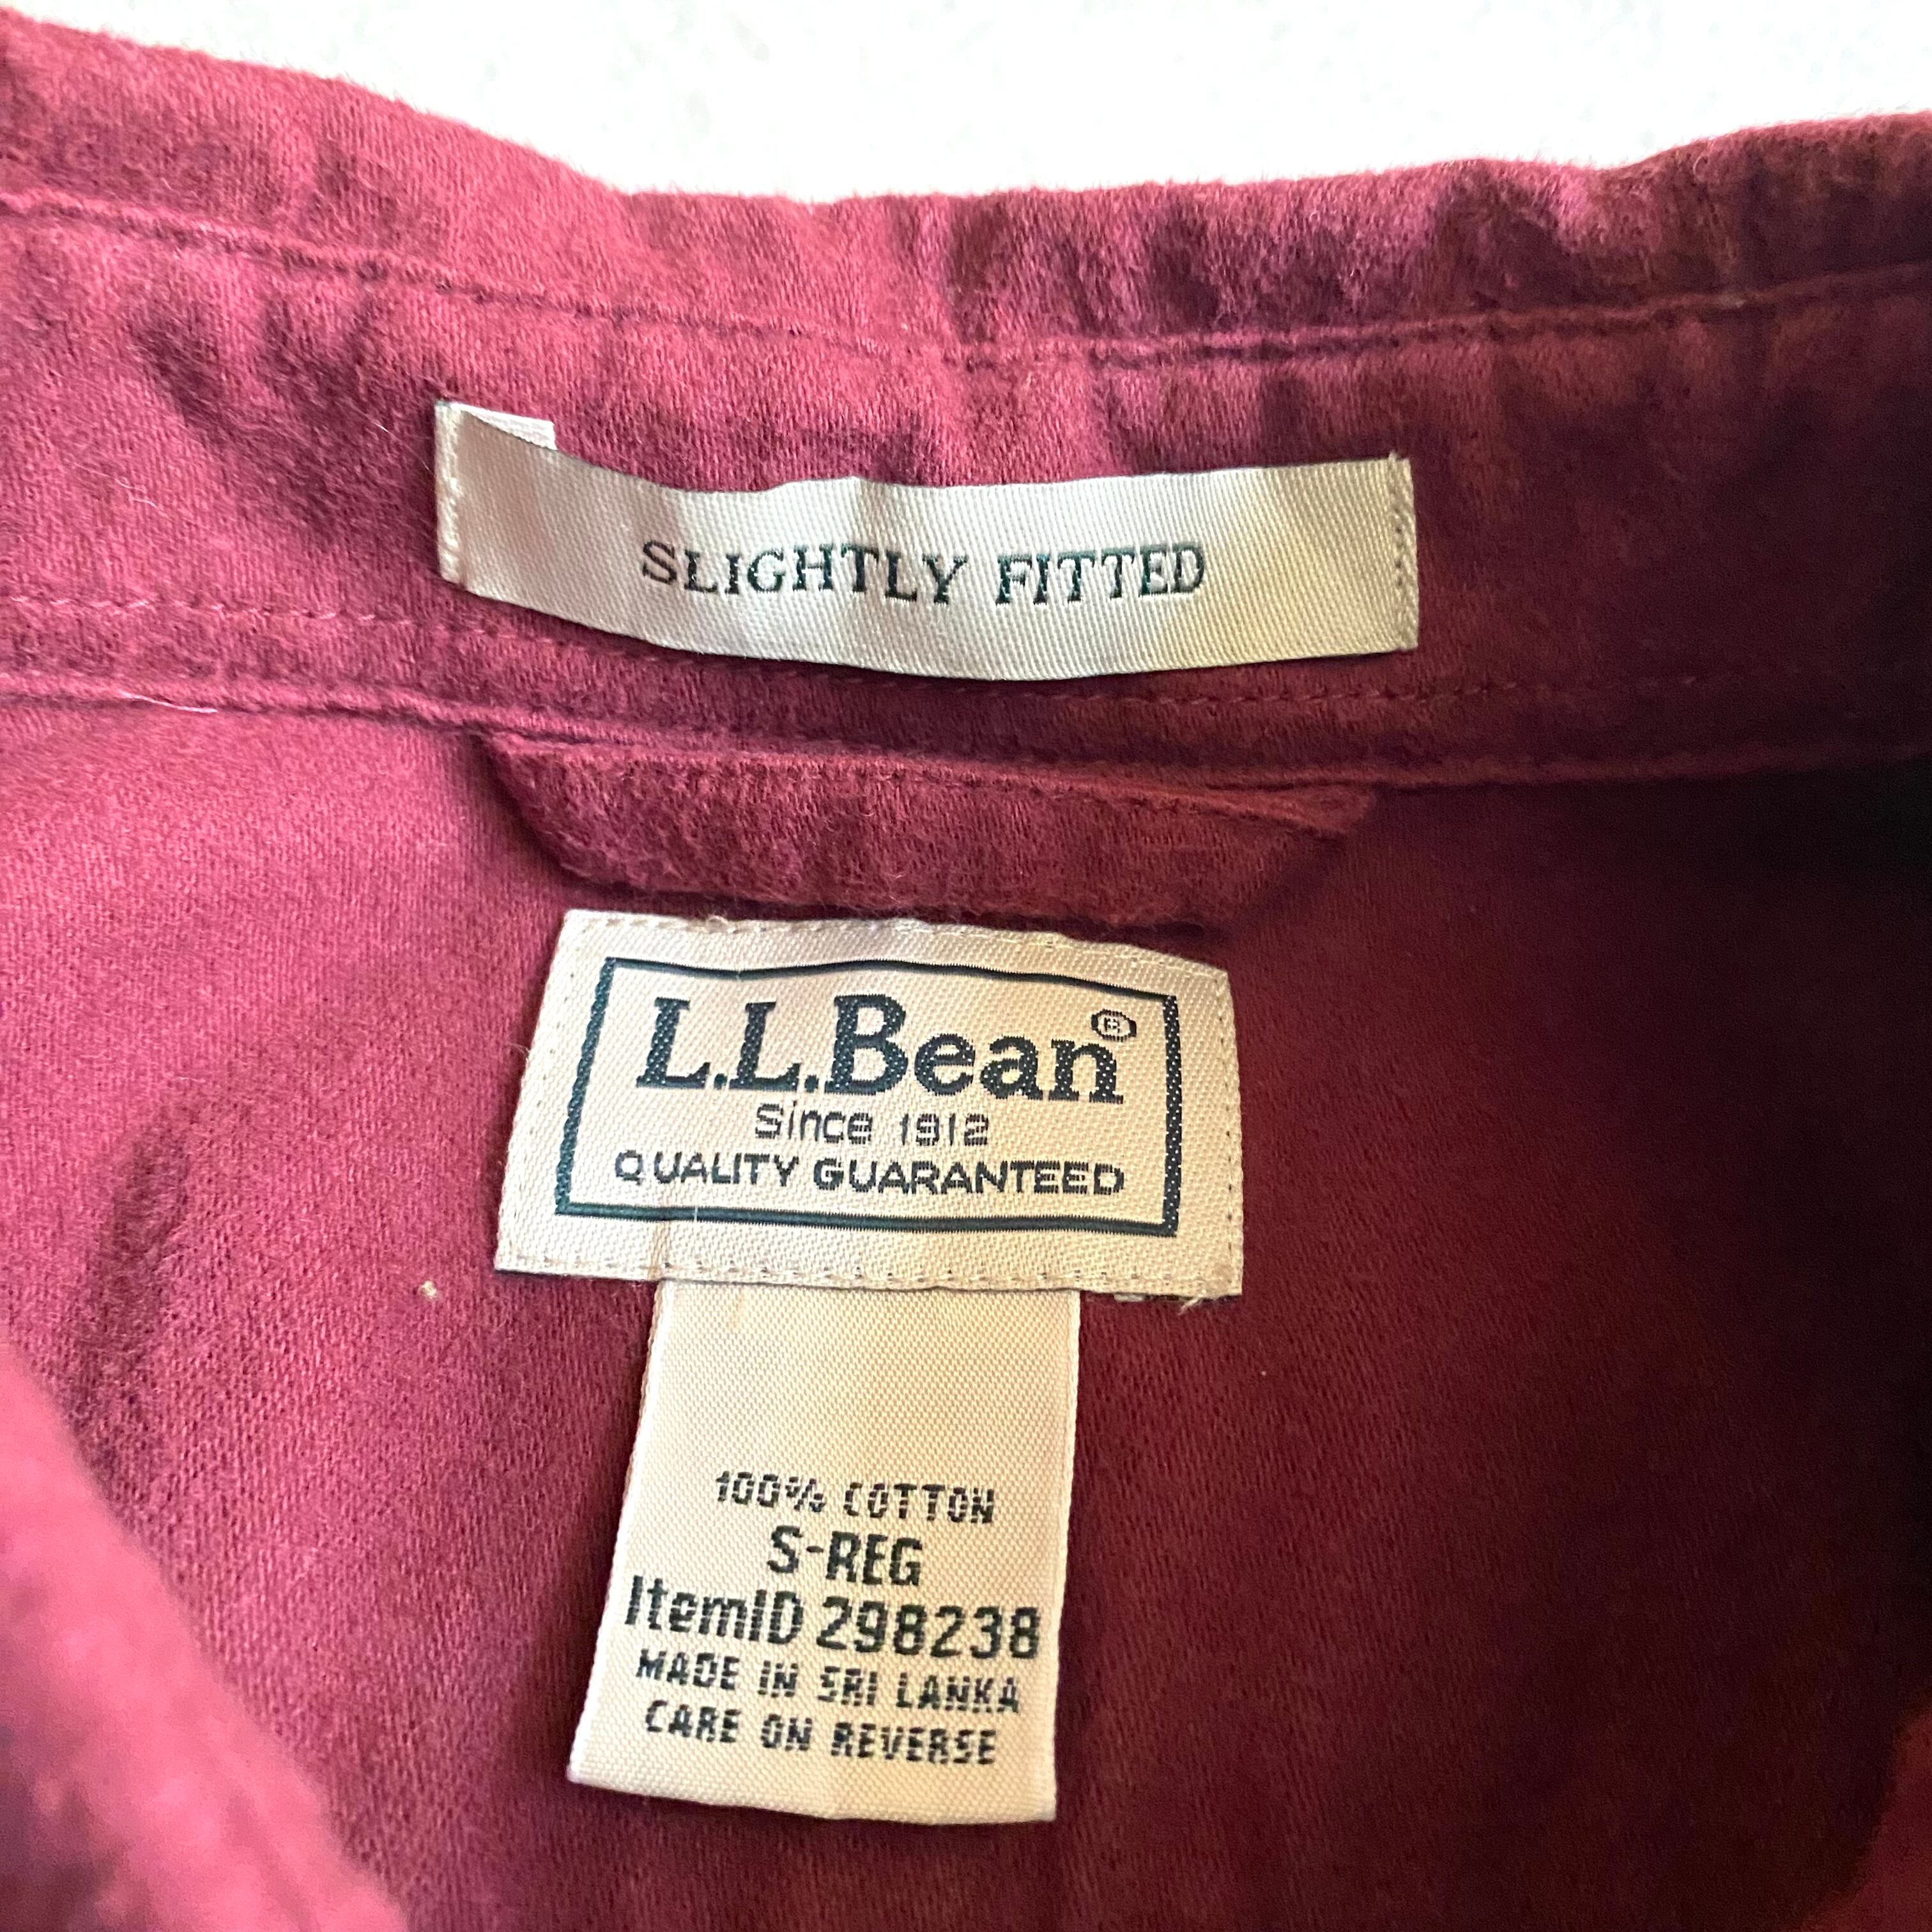 SLIGHTLY FITTED
L.L.Bean®
Since 1912
QUALITY GUARANTEED
100% COTTON
S-REG
ItemID 298238
MADE IN SRI LANKA
CARE ON REVERSE